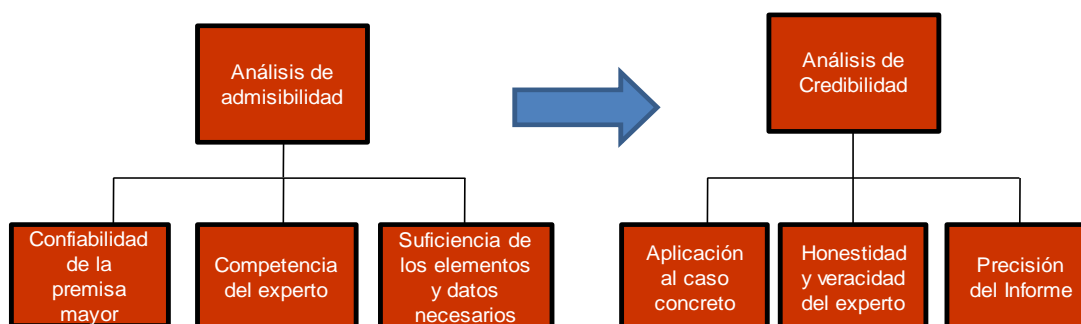 Análisis de
admisibilidad
Análisis de
Credibilidad
Confiabilidad
de la
premisa
mayor
Competencia
del experto
Suficiencia de
los elementos
y datos
necesarios
Aplicación
al caso
concreto
Honestidad
y veracidad
del experto
Precisión
del Informe